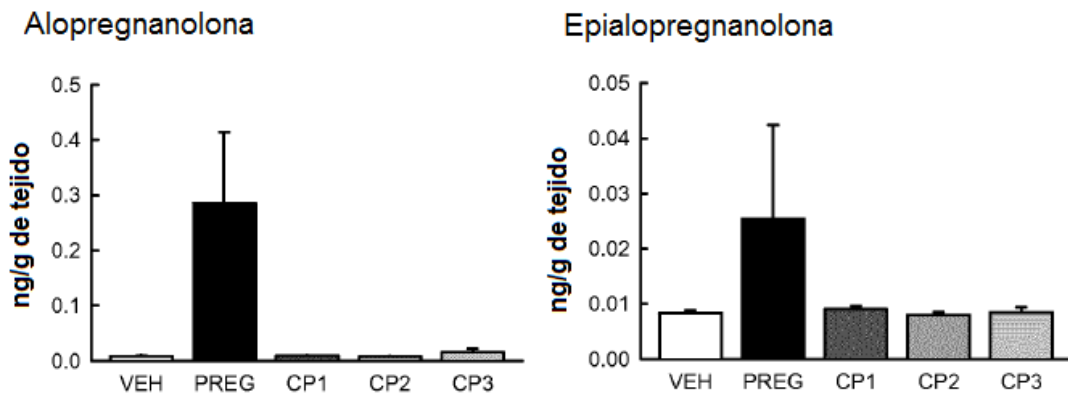 Alopregnanolona
ng/g de tejido
0.5
0.4
0.3
0.2
0.1
0.0
VEH PREG CP1 CP2 CP3
Epialopregnanolona
ng/g de tejido
0.05
0.04
0.03
0.02
0.01
0.00
VEH PREG CP1 CP2 CP3